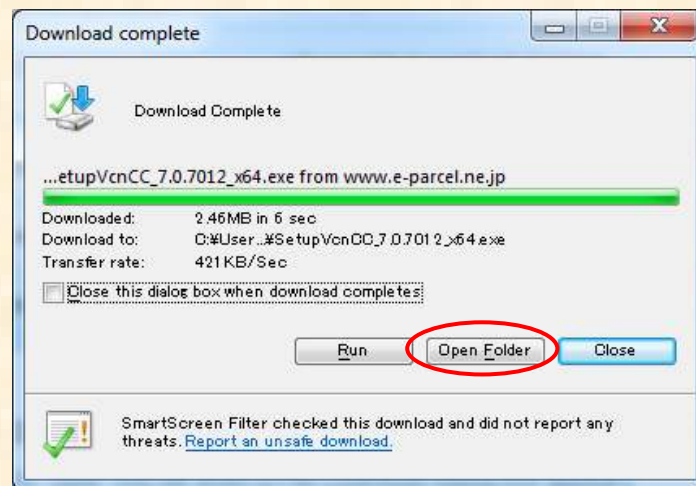 Download complete
Download Complete
...etupVcnCC_7.0.7012_x64.exe from www.e-parcel.ne.jp
Downloaded: 2.46MB in 6 sec
Download to: C:¥User...¥SetupVcnCC_7.0.7012_x64.exe
Transfer rate: 421KB/Sec
Close this dialog box when download completes
Run Open Folder Close
SmartScreen Filter checked this download and did not report any
threats. Report an unsafe download.